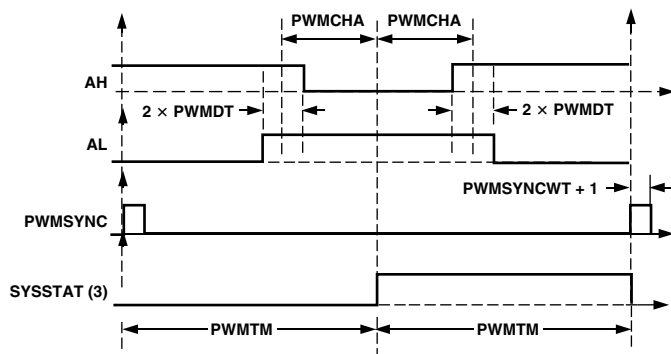 PWMCHA PWMCHA
AH
2 × PWMDT 2 × PWMDT
AL
PWMSYNCWT + 1
PWMSYNC
SYSSTAT (3)
PWMTM PWMTM